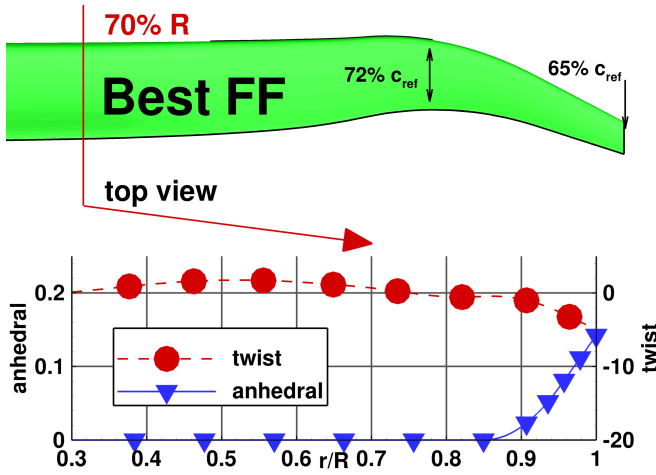 70% R
65% c_ref
72% c_ref
Best FF
top view
0.2
0
twist
0.1
-10
anhedral
0
-20
0.3
0.4
0.5
0.6
0.7
0.8
0.9
1
r/R
anhedral
twist